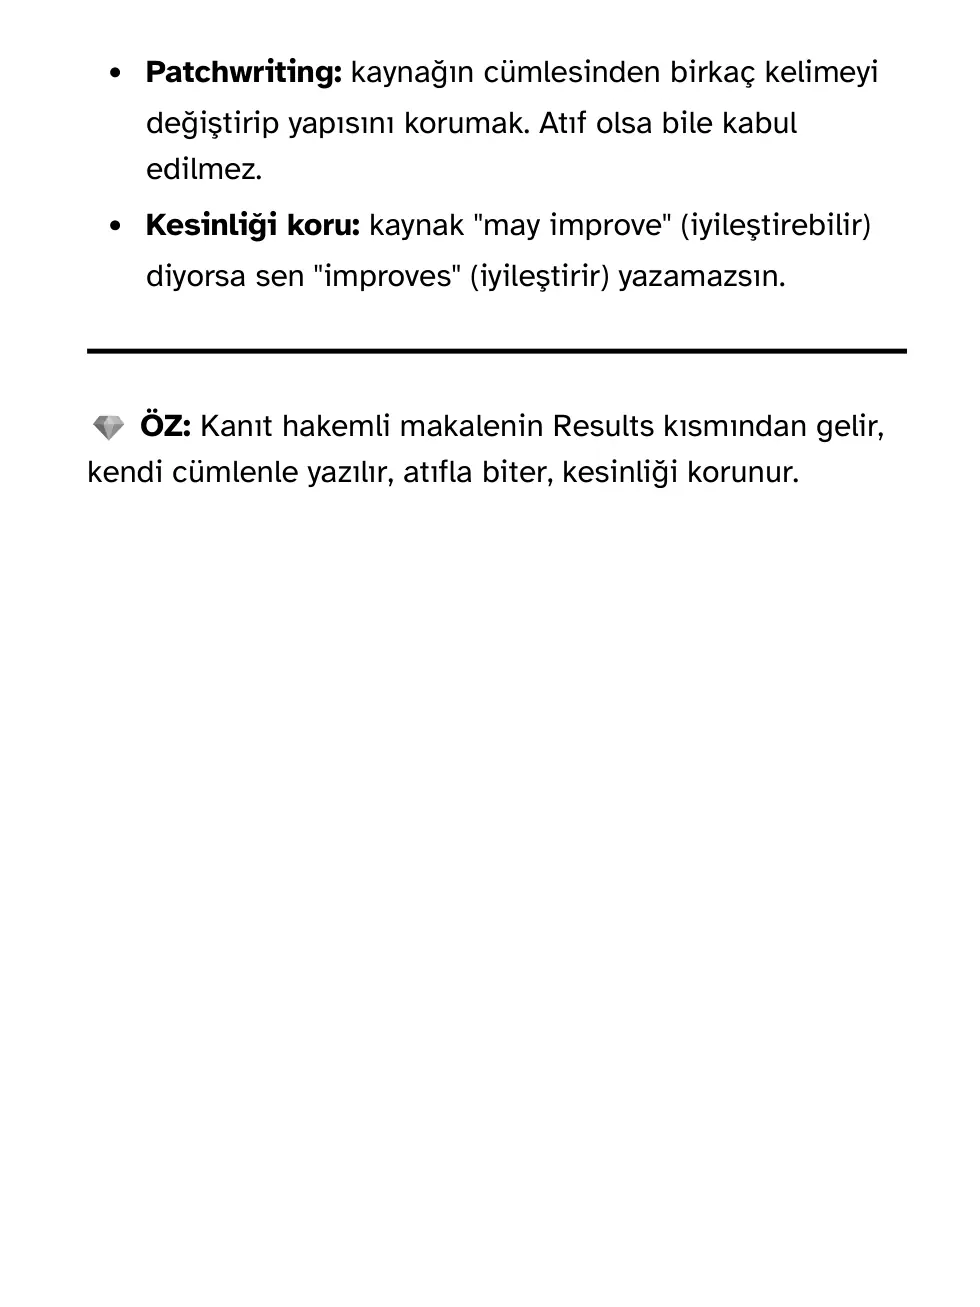 • Patchwriting: kaynağın cümlesinden birkaç kelimeyi
değiştirip yapısını korumak. Atıf olsa bile kabul
edilmez.
• Kesinliği koru: kaynak "may improve" (iyileştirebilir)
diyorsa sen "improves" (iyileştirir) yazamazsın.
ÖZ: Kanıt hakemli makalenin Results kısmından gelir,
kendi cümlenle yazılır, atıfla biter, kesinliği korunur.